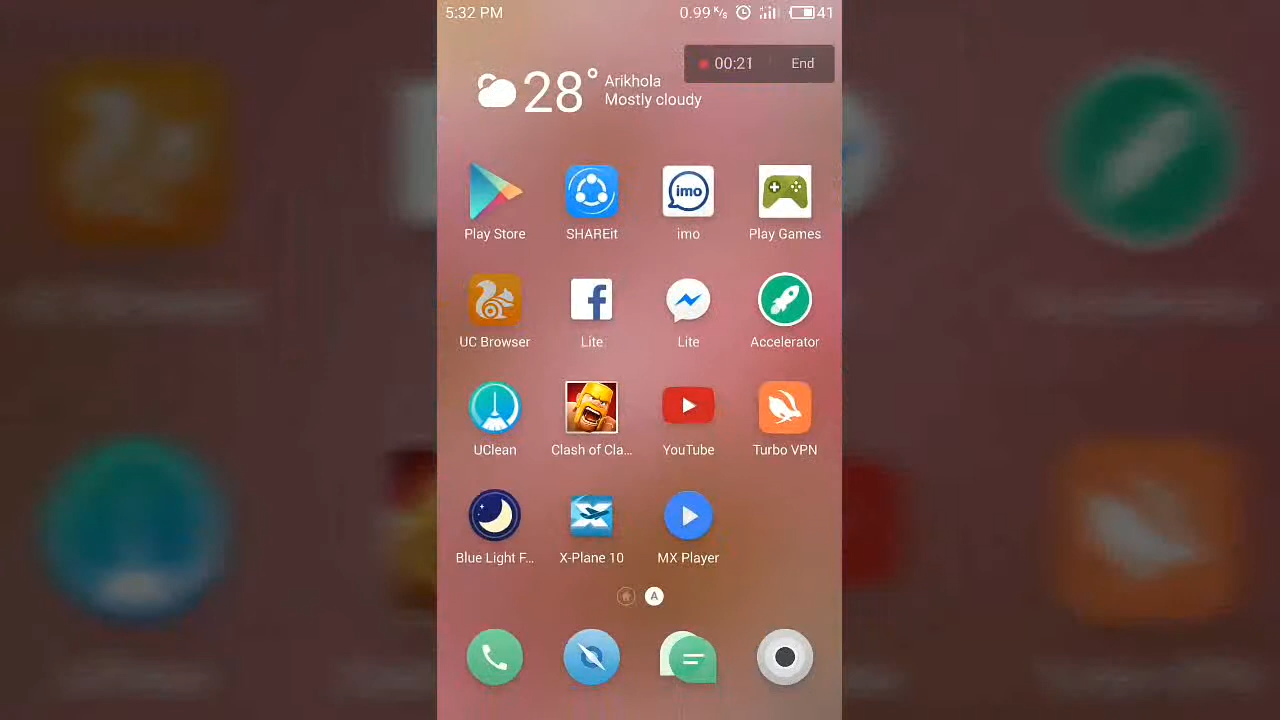 5:32 PM
0.99 K/s
41
00:21 End
28°
Arikhola
Mostly cloudy
Play Store
SHAREit
imo
imo
Play Games
UC Browser
Lite
Lite
Accelerator
UClean
Clash of Cla...
YouTube
Turbo VPN
Blue Light F...
X-Plane 10
MX Player
A